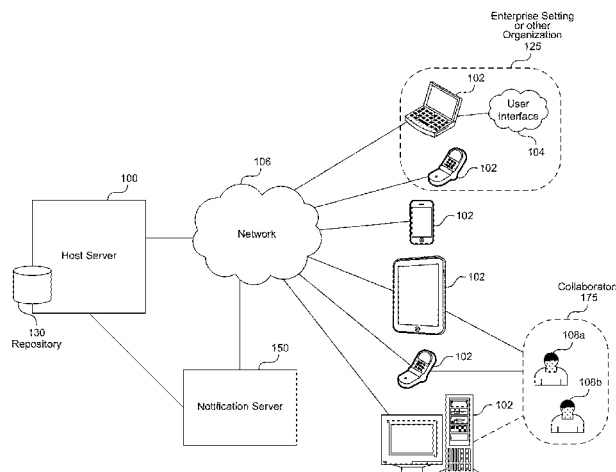 Enterprise Setting
or other
Organization
125
102
User
Interface
104
102
106
100
Network
102
Host Server
130
Repository
102
Collaborators
175
150
108a
102
108b
Notification Server
102